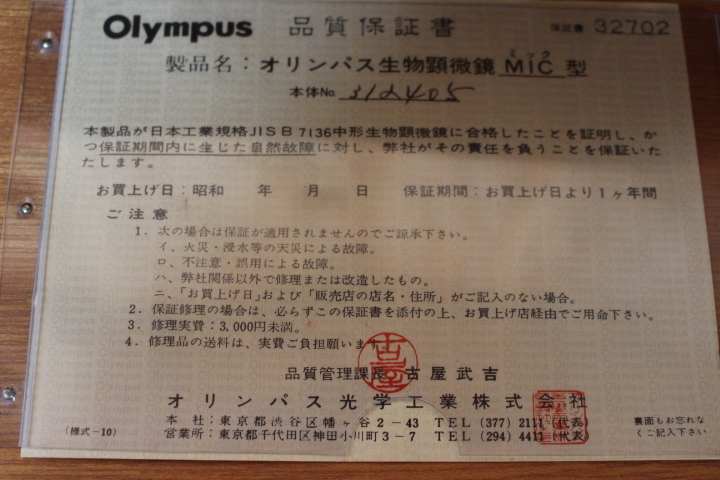 Olympus 品質保証書 保証書 32702
製品名：オリンパス生物顕微鏡 MIC 型
ミック
本体No. 312405
本製品が日本工業規格JIS B 7136中形生物顕微鏡に合格したことを証明し、か
つ保証期間内に生じた自然故障に対し、弊社がその責任を負うことを保証いた
たします。
お買上げ日：昭和 年 月 日 保証期間：お買上げ日より1ヶ年間
ご注意
1. 次の場合は保証が適用されませんのでご諒承下さい。
イ、火災・浸水等の天災による故障。
ロ、不注意・誤用による故障。
ハ、弊社関係以外で修理または改造したもの。
ニ、「お買上げ日」および「販売店の店名・住所」がご記入のない場合。
2. 保証修理の場合は、必らずこの保証書を添付の上、お買上げ店経由でご用命下さい。
3. 修理実費：3,000円未満。
4. 修理品の送料は、実費ご負担願います。
品質管理課長 古屋武吉
古屋
オリンパス光学工業株式会社
本社：東京都渋谷区幡ヶ谷2-43 TEL (377) 2111 (代表)
営業所：東京都千代田区神田小川町3-7 TEL (294) 4411 (代表)
(様式-10)
裏面もお忘れな
くご記入下さい